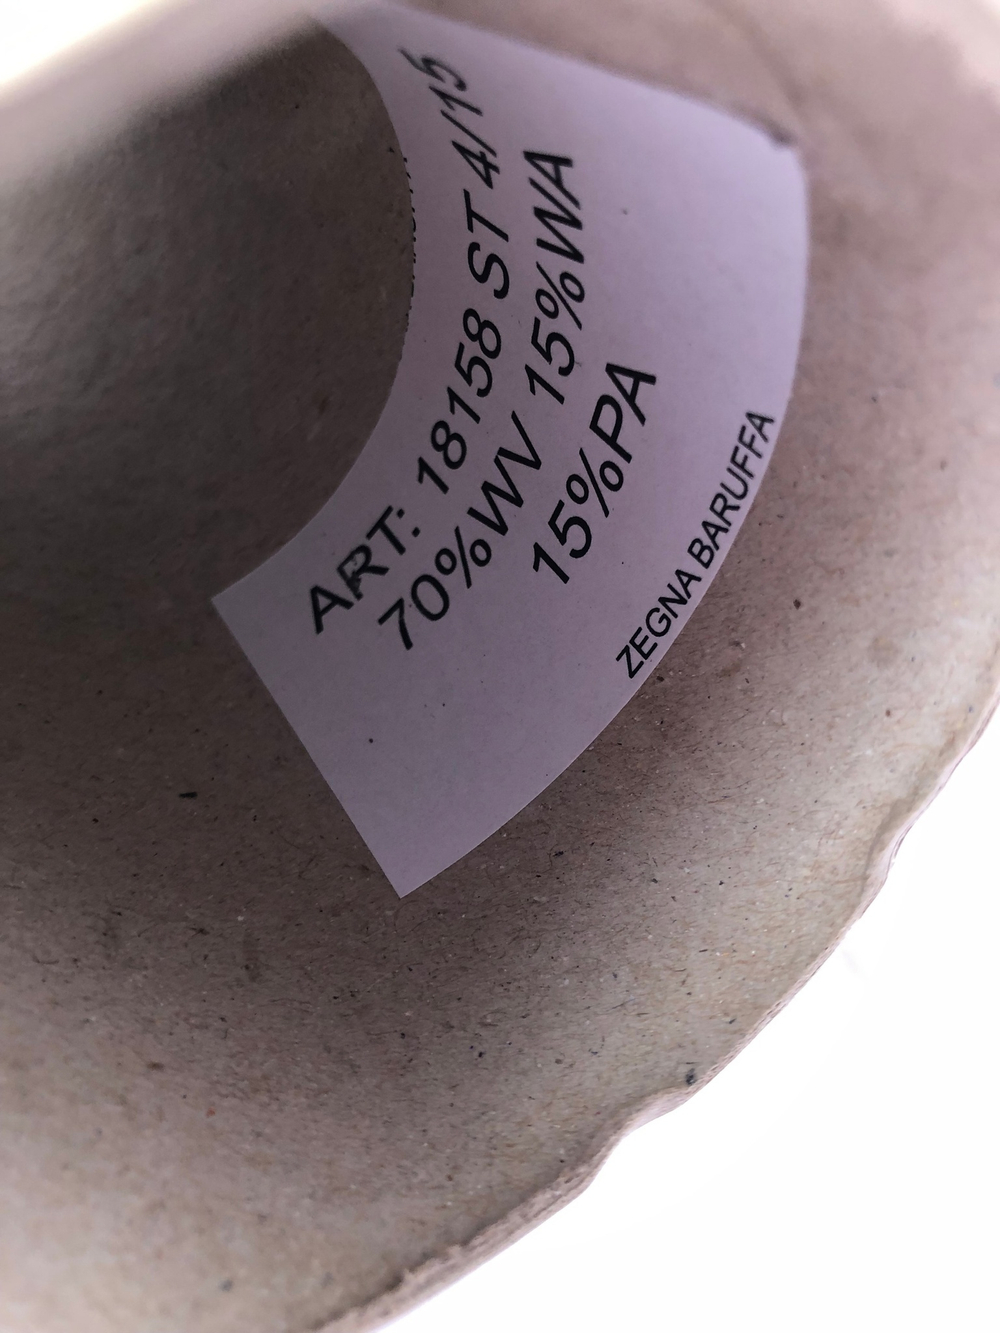 ART: 18158 ST 4/15
70%WV 15%WA
15%PA
ZEGNA BARUFFA